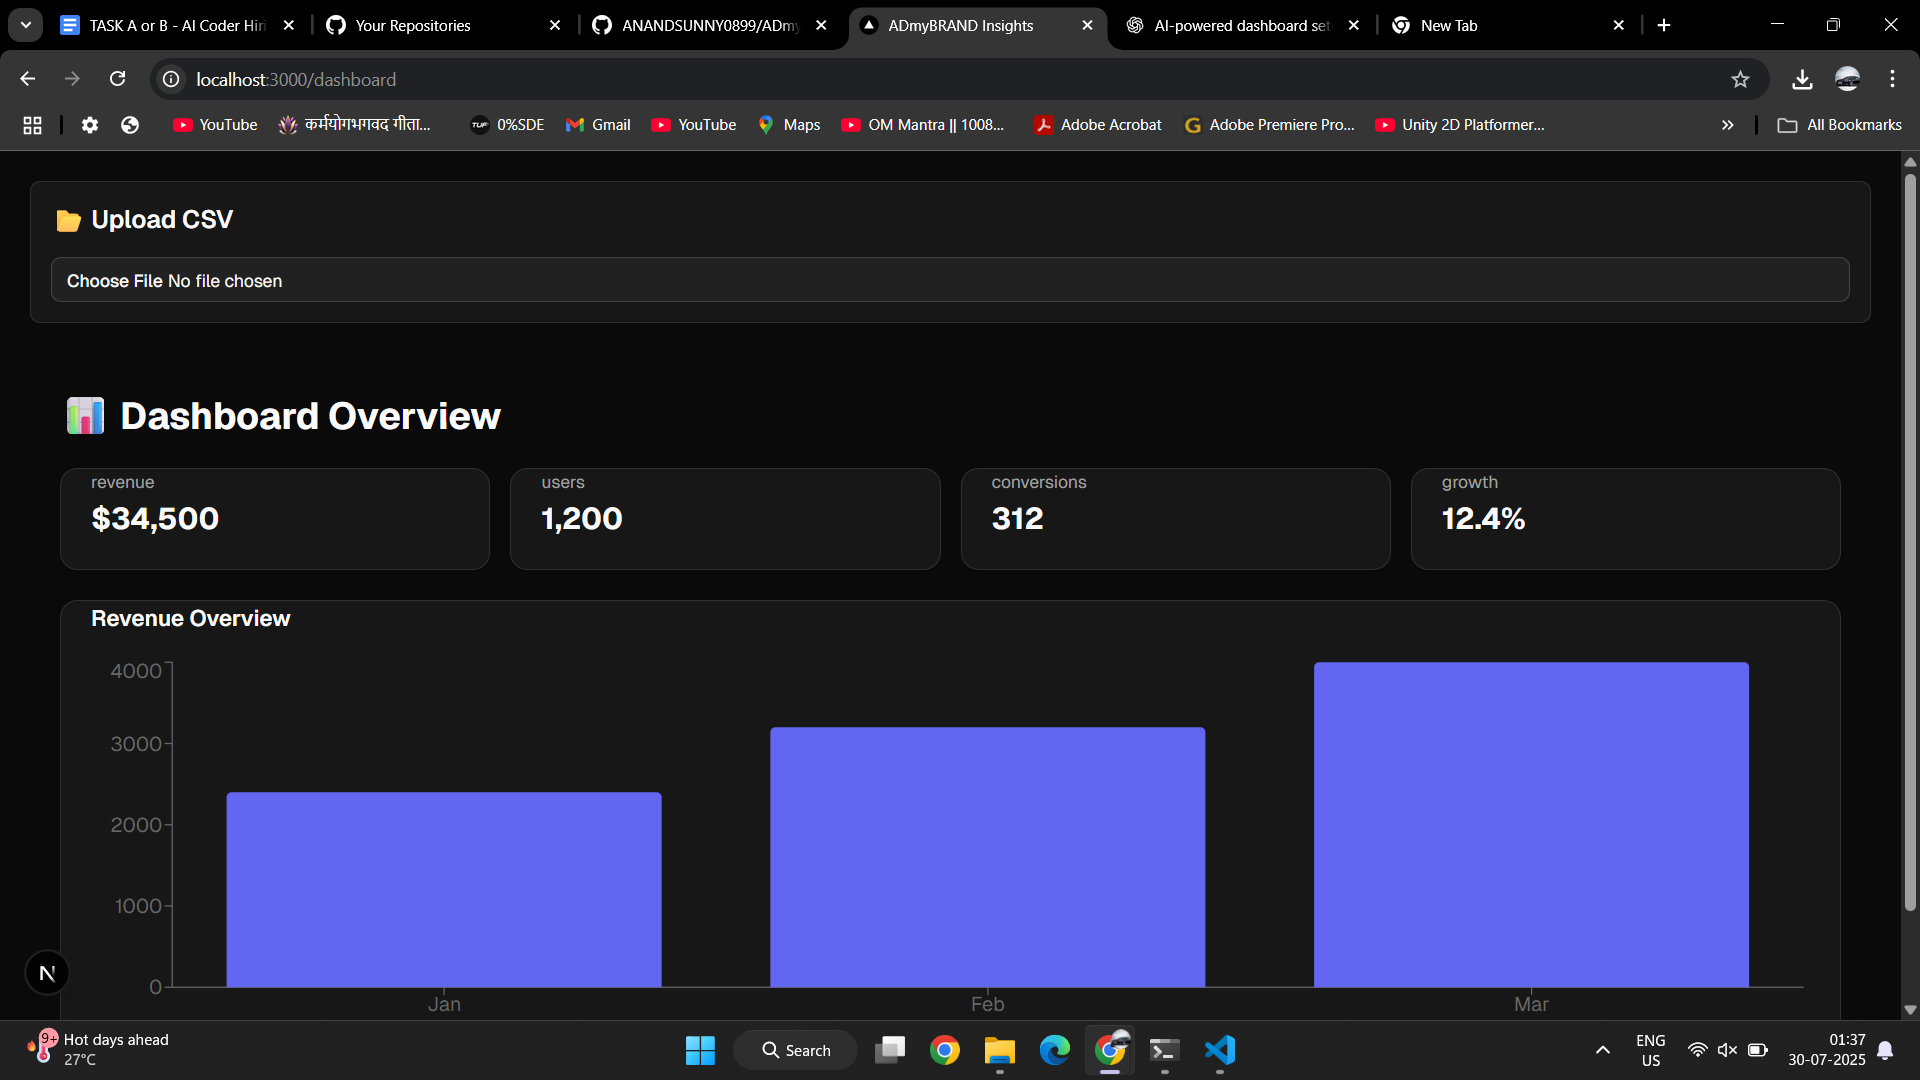 TASK A or B - AI Coder Hiri
Your Repositories
ANANDSUNNY0899/ADmy
ADmyBRAND Insights
AI-powered dashboard set
New Tab
localhost:3000/dashboard
YouTube
कर्मयोगभगवद गीता...
TUF
0%SDE
Gmail
YouTube
Maps
OM Mantra || 1008...
Adobe Acrobat
Adobe Premiere Pro...
Unity 2D Platformer...
All Bookmarks
Upload CSV
Choose File No file chosen
Dashboard Overview
revenue
$34,500
users
1,200
conversions
312
growth
12.4%
Revenue Overview
4000
3000
2000
1000
0
Jan
Feb
Mar
N
9+
Hot days ahead
27°C
Search
ENG
US
01:37
30-07-2025